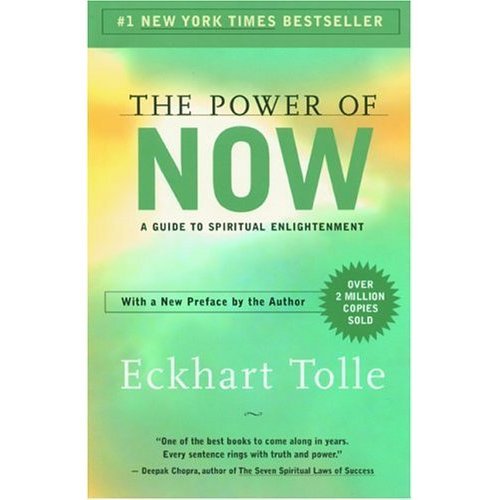 #1 NEW YORK TIMES BESTSELLER
THE POWER OF
NOW
A GUIDE TO SPIRITUAL ENLIGHTENMENT
With a New Preface by the Author
OVER
2 MILLION
COPIES
SOLD
Eckhart Tolle
"One of the best books to come along in years.
Every sentence rings with truth and power."
— Deepak Chopra, author of The Seven Spiritual Laws of Success